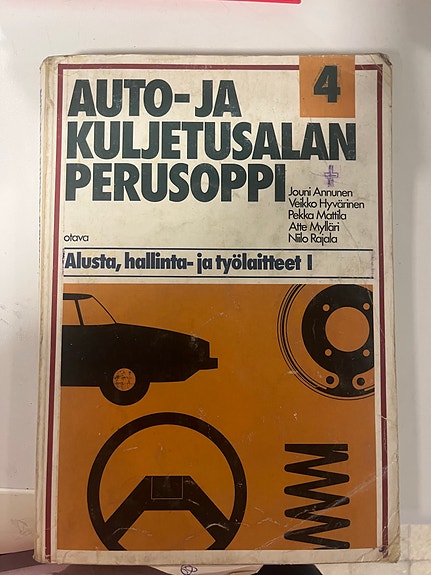 4
AUTO- JA
KULJETUSALAN
PERUSOPPI
Jouni Annunen
Veikko Hyvärinen
Pekka Mattila
Atte Mylläri
Niilo Rajala
otava
Alusta, hallinta- ja työlaitteet I